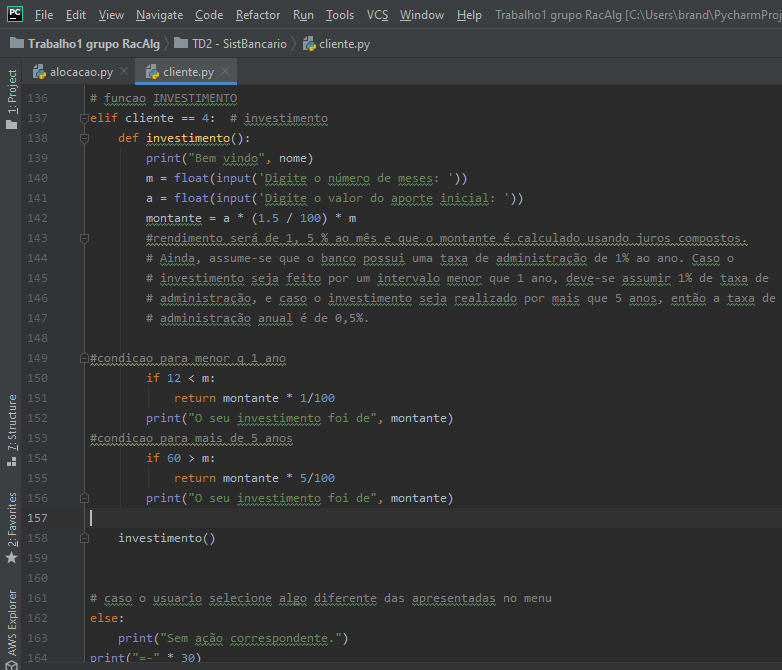 PC File Edit View Navigate Code Refactor Run Tools VCS Window Help Trabalho1 grupo RacAlg [C:\Users\brand\PycharmProj
Trabalho1 grupo RacAlg TD2 - SistBancario cliente.py
alocacao.py cliente.py
1: Project
7: Structure
2: Favorites
AWS Explorer
136 # funcao INVESTIMENTO
137 elif cliente == 4: # investimento
138 def investimento():
139 print("Bem vindo", nome)
140 m = float(input('Digite o número de meses: '))
141 a = float(input('Digite o valor do aporte inicial: '))
142 montante = a * (1.5 / 100) * m
143 #rendimento será de 1, 5 % ao mês e que o montante é calculado usando juros compostos.
144 # Ainda, assume-se que o banco possui uma taxa de administração de 1% ao ano. Caso o
145 # investimento seja feito por um intervalo menor que 1 ano, deve-se assumir 1% de taxa de
146 # administração, e caso o investimento seja realizado por mais que 5 anos, então a taxa de
147 # administração anual é de 0,5%.
148
149 #condicao para menor q 1 ano
150 if 12 < m:
151 return montante * 1/100
152 print("O seu investimento foi de", montante)
153 #condicao para mais de 5 anos
154 if 60 > m:
155 return montante * 5/100
156 print("O seu investimento foi de", montante)
157
158 investimento()
159
160
161 # caso o usuario selecione algo diferente das apresentadas no menu
162 else:
163 print("Sem ação correspondente.")
164 print("=-" * 30)